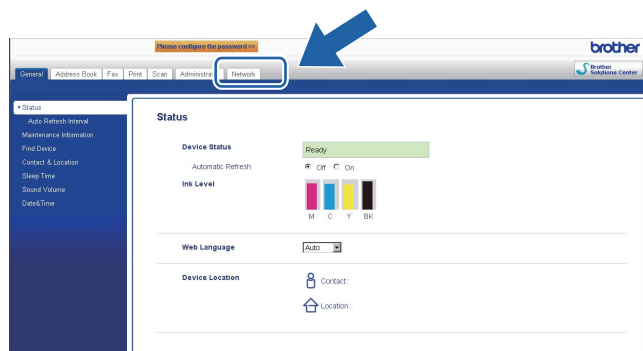 Please configure the password >>
brother
General Address Book Fax Print Scan Administrat Network
Brother
Solutions Center
Status
Auto Refresh Interval
Maintenance Information
Find Device
Contact & Location
Sleep Time
Sound Volume
Date&Time
Status
Device Status Ready
Automatic Refresh Off On
Ink Level
M C Y BK
Web Language Auto
Device Location Contact :
Location :